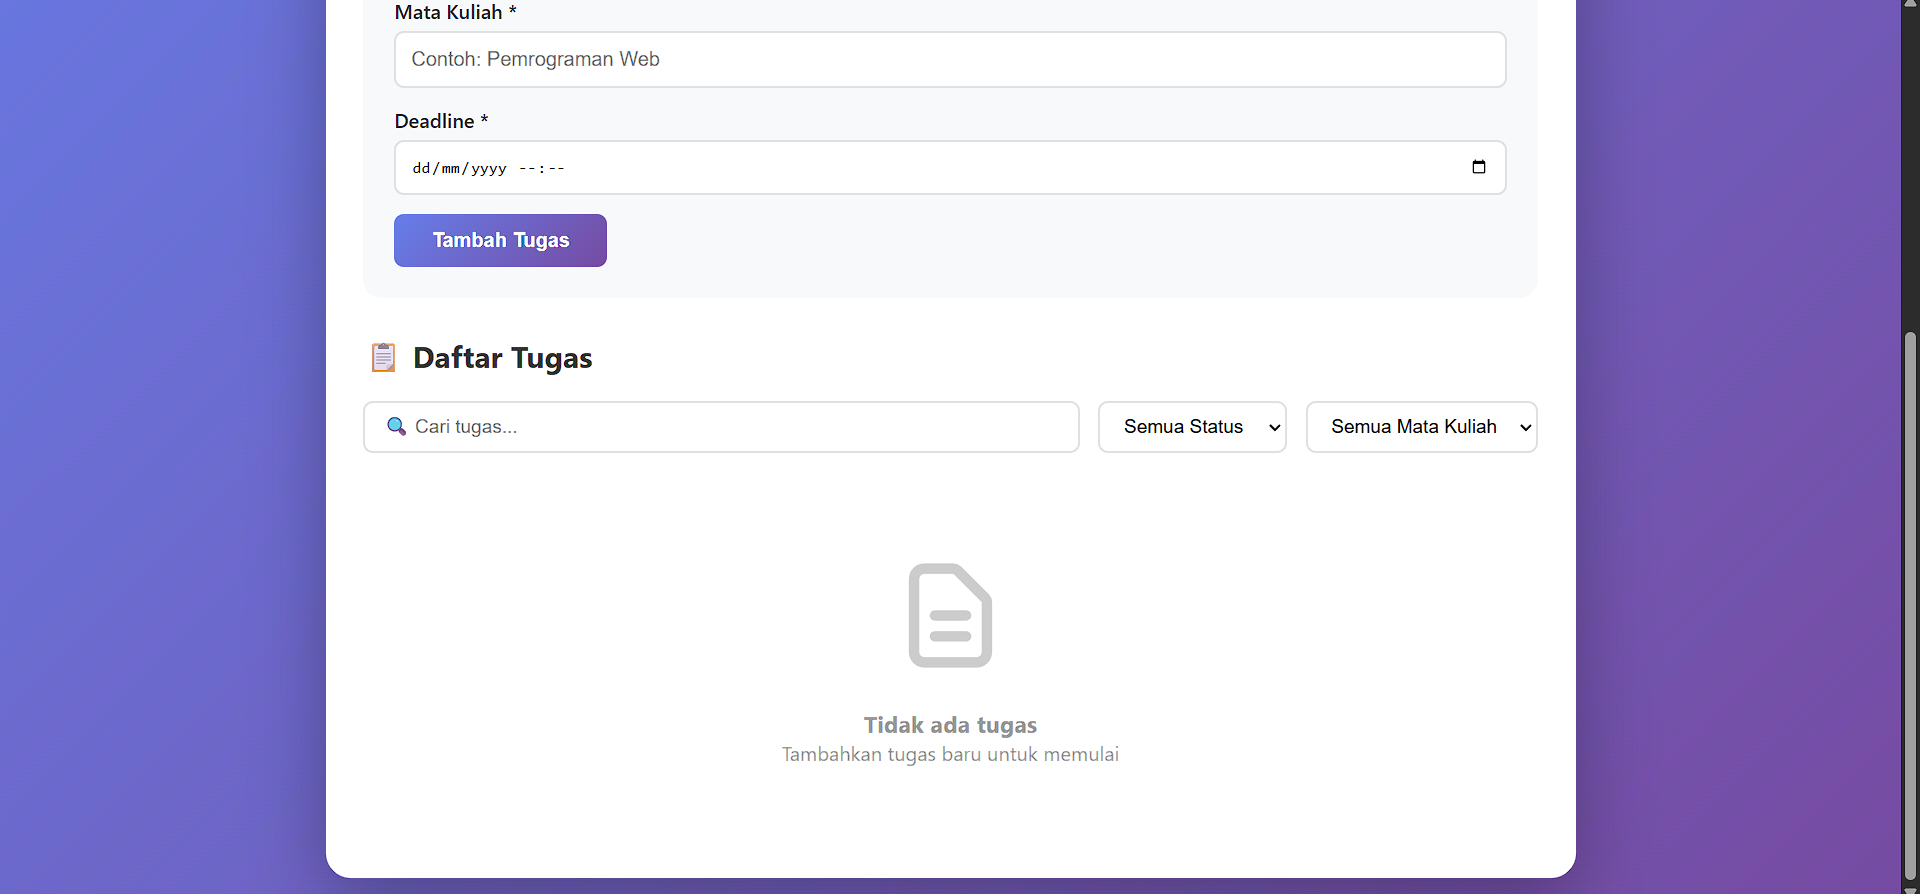 Mata Kuliah *
Contoh: Pemrograman Web
Deadline *
dd/mm/yyyy --:--
Tambah Tugas
📋 Daftar Tugas
🔍 Cari tugas...
Semua Status
Semua Mata Kuliah
Tidak ada tugas
Tambahkan tugas baru untuk memulai